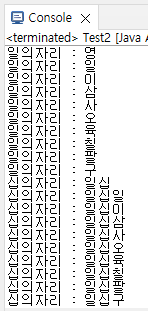 Console ×
<terminated> Test2 [Java A
일의자리 : 영
일의자리 : 일
일의자리 : 이
일의자리 : 삼
일의자리 : 사
일의자리 : 오
일의자리 : 육
일의자리 : 칠
일의자리 : 팔
일의자리 : 구
십의자리 : 일십
십의자리 : 일십일
십의자리 : 일십이
십의자리 : 일십삼
십의자리 : 일십사
십의자리 : 일십오
십의자리 : 일십육
십의자리 : 일십칠
십의자리 : 일십팔
십의자리 : 일십구